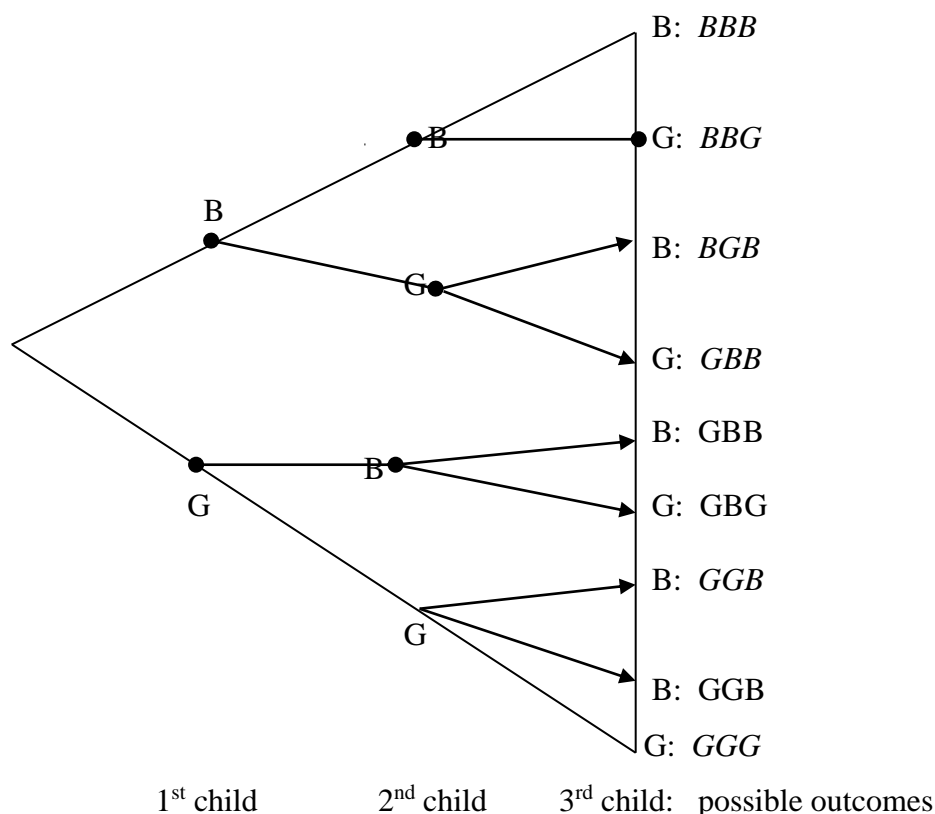 B: BBB
B
G: BBG
B
B: BGB
G
G: GBB
B: GBB
B
G
G: GBG
B: GGB
G
B: GGB
G: GGG
1st child 2nd child 3rd child: possible outcomes